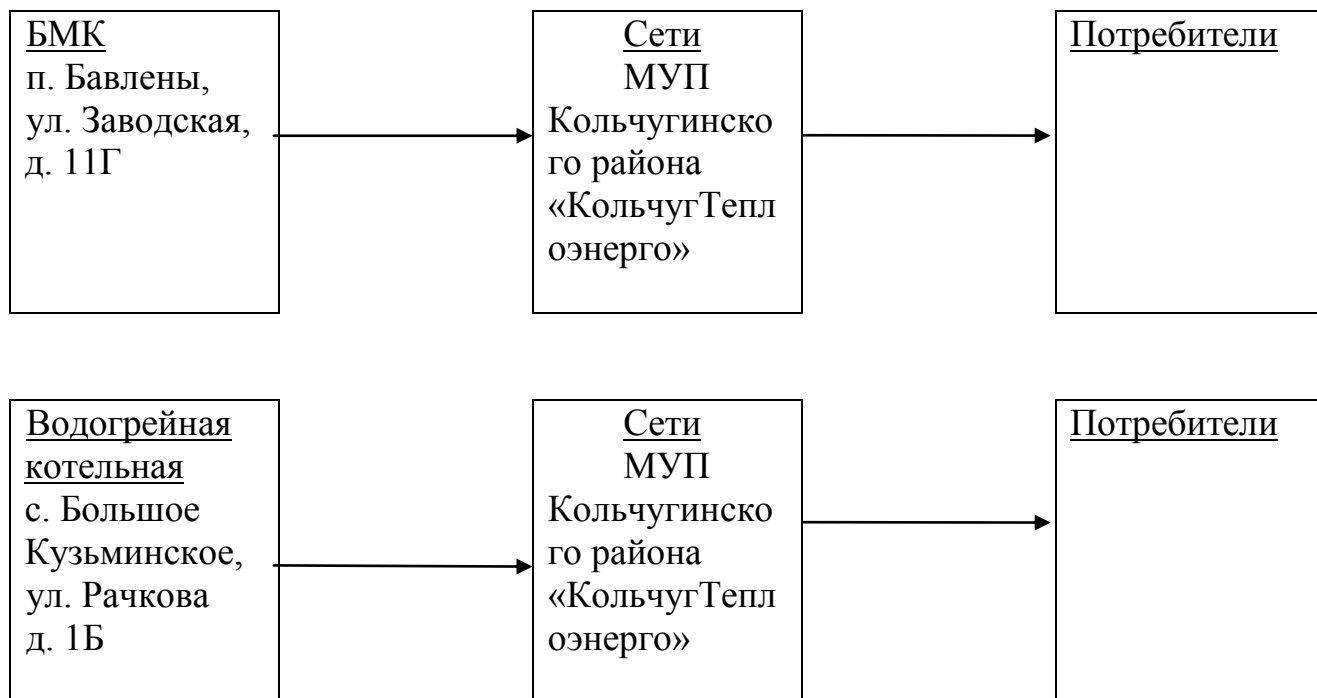 БМК
п. Бавлены,
ул. Заводская,
д. 11Г
Сети
МУП
Кольчугинско
го района
«КольчугТепл
оэнерго»
Потребители
Водогрейная
котельная
с. Большое
Кузьминское,
ул. Рачкова
д. 1Б
Сети
МУП
Кольчугинско
го района
«КольчугТепл
оэнерго»
Потребители